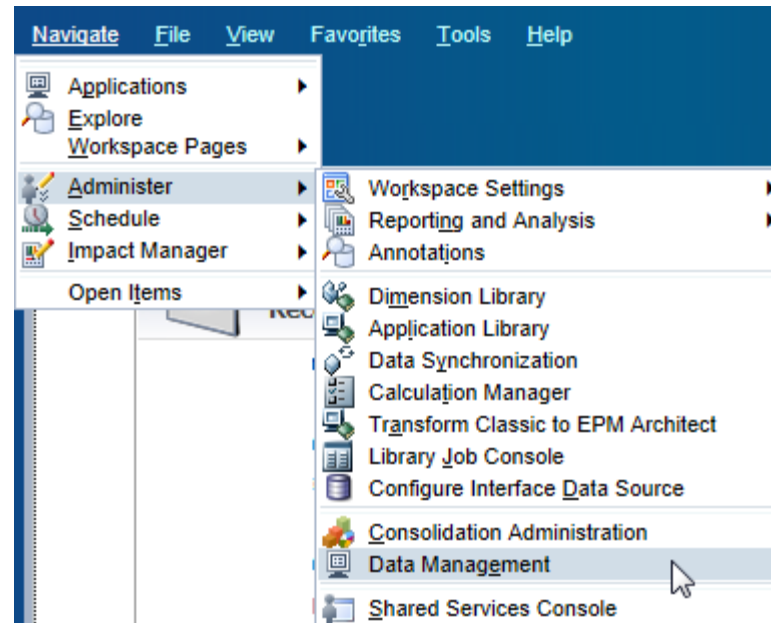 Navigate File View Favorites Tools Help
Applications
Explore
Workspace Pages
Administer
Schedule
Impact Manager
Open Items
Workspace Settings
Reporting and Analysis
Annotations
Dimension Library
Application Library
Data Synchronization
Calculation Manager
Transform Classic to EPM Architect
Library Job Console
Configure Interface Data Source
Consolidation Administration
Data Management
Shared Services Console